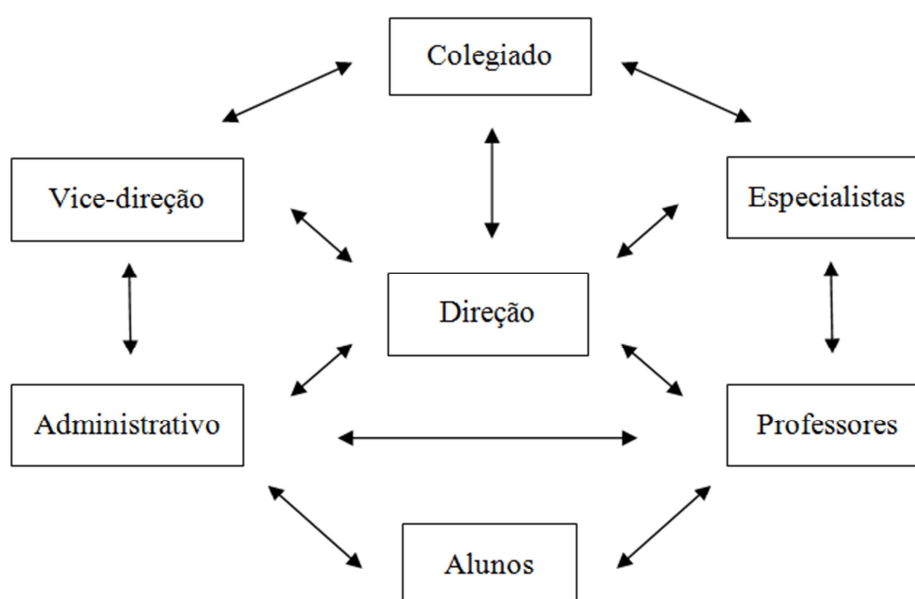 Colegiado
Vice-direção
Especialistas
Direção
Administrativo
Professores
Alunos